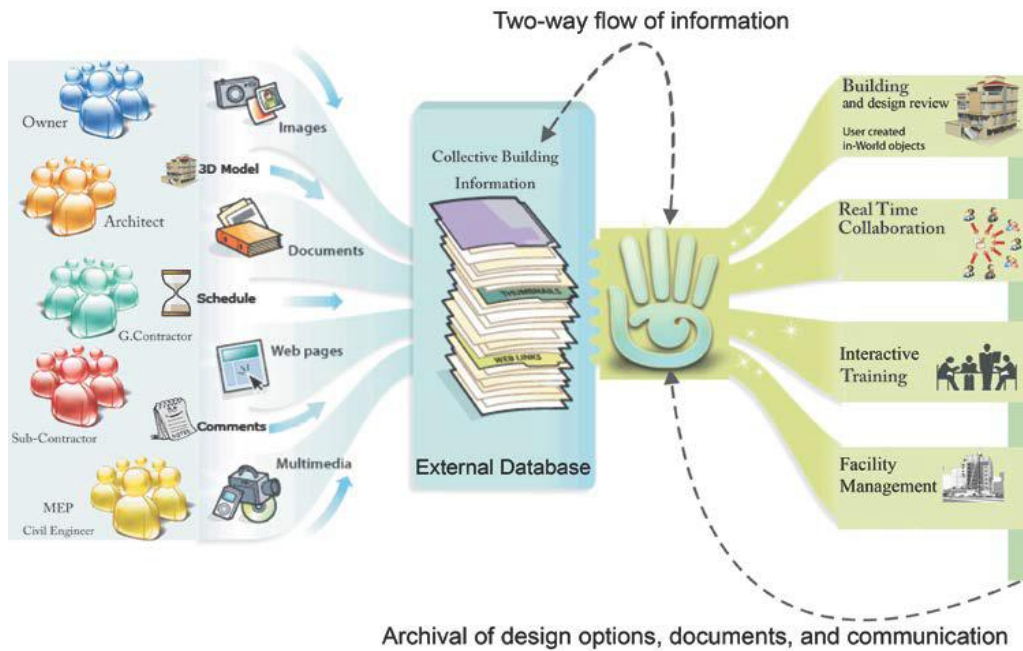 Two-way flow of information
Owner
Architect
G.Contractor
Sub-Contractor
MEP
Civil Engineer
Images
3D Model
Documents
Schedule
Web pages
Comments
NOTES
Multimedia
Collective Building
Information
THUMBNAILS
WEB LINKS
External Database
Building
and design review
User created
in-World objects
Real Time
Collaboration
Interactive
Training
Facility
Management
Archival of design options, documents, and communication